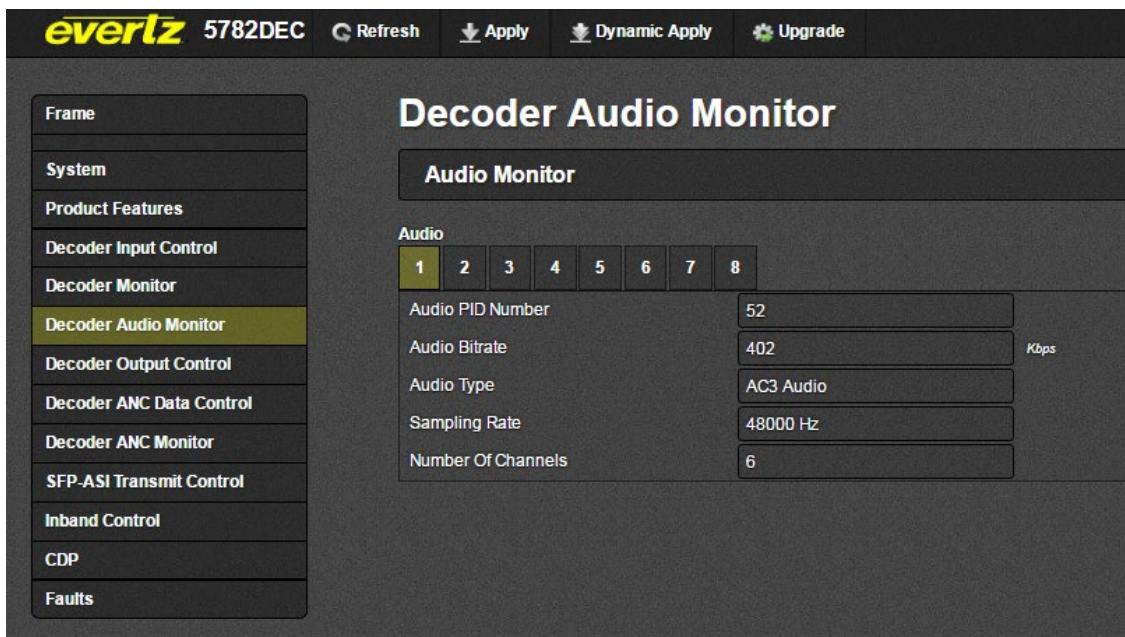 evertz 5782DEC Refresh Apply Dynamic Apply Upgrade
Frame
System
Product Features
Decoder Input Control
Decoder Monitor
Decoder Audio Monitor
Decoder Output Control
Decoder ANC Data Control
Decoder ANC Monitor
SFP-ASI Transmit Control
Inband Control
CDP
Faults
Decoder Audio Monitor
Audio Monitor
Audio
1 2 3 4 5 6 7 8
Audio PID Number 52
Audio Bitrate 402 Kbps
Audio Type AC3 Audio
Sampling Rate 48000 Hz
Number Of Channels 6